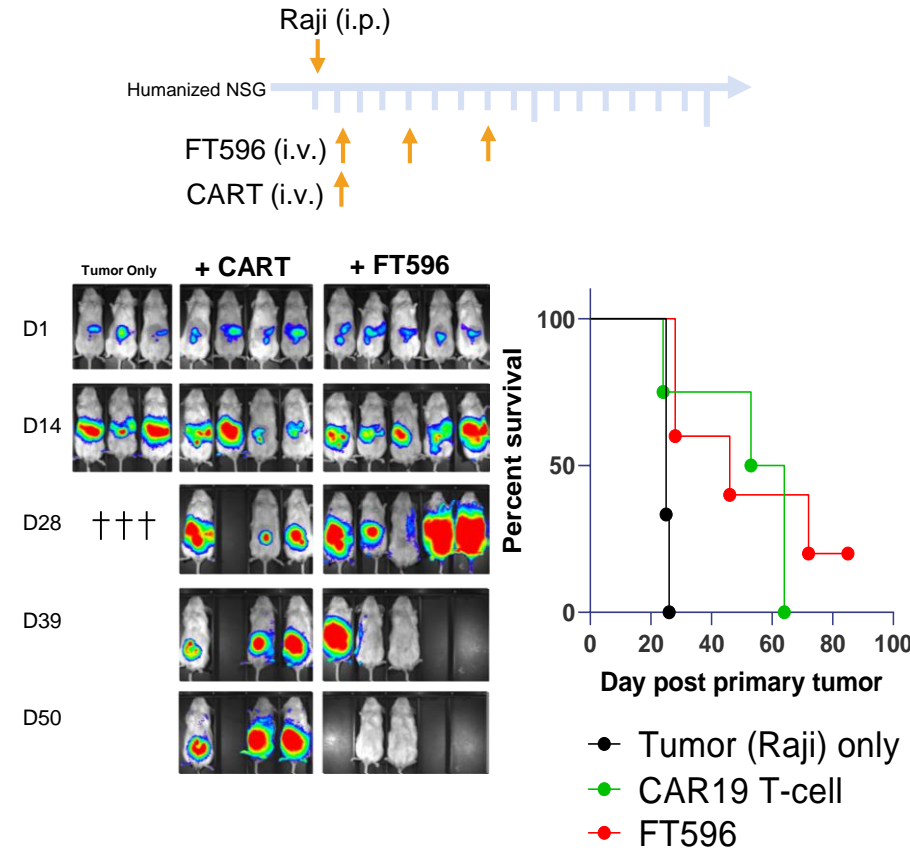 Raji (i.p.)
Humanized NSG
FT596 (i.v.)
CART (i.v.)
Tumor Only
+ CART
+ FT596
D1
D14
D28
†††
D39
D50
Percent survival
100
50
0
0 20 40 60 80 100
Day post primary tumor
Tumor (Raji) only
CAR19 T-cell
FT596